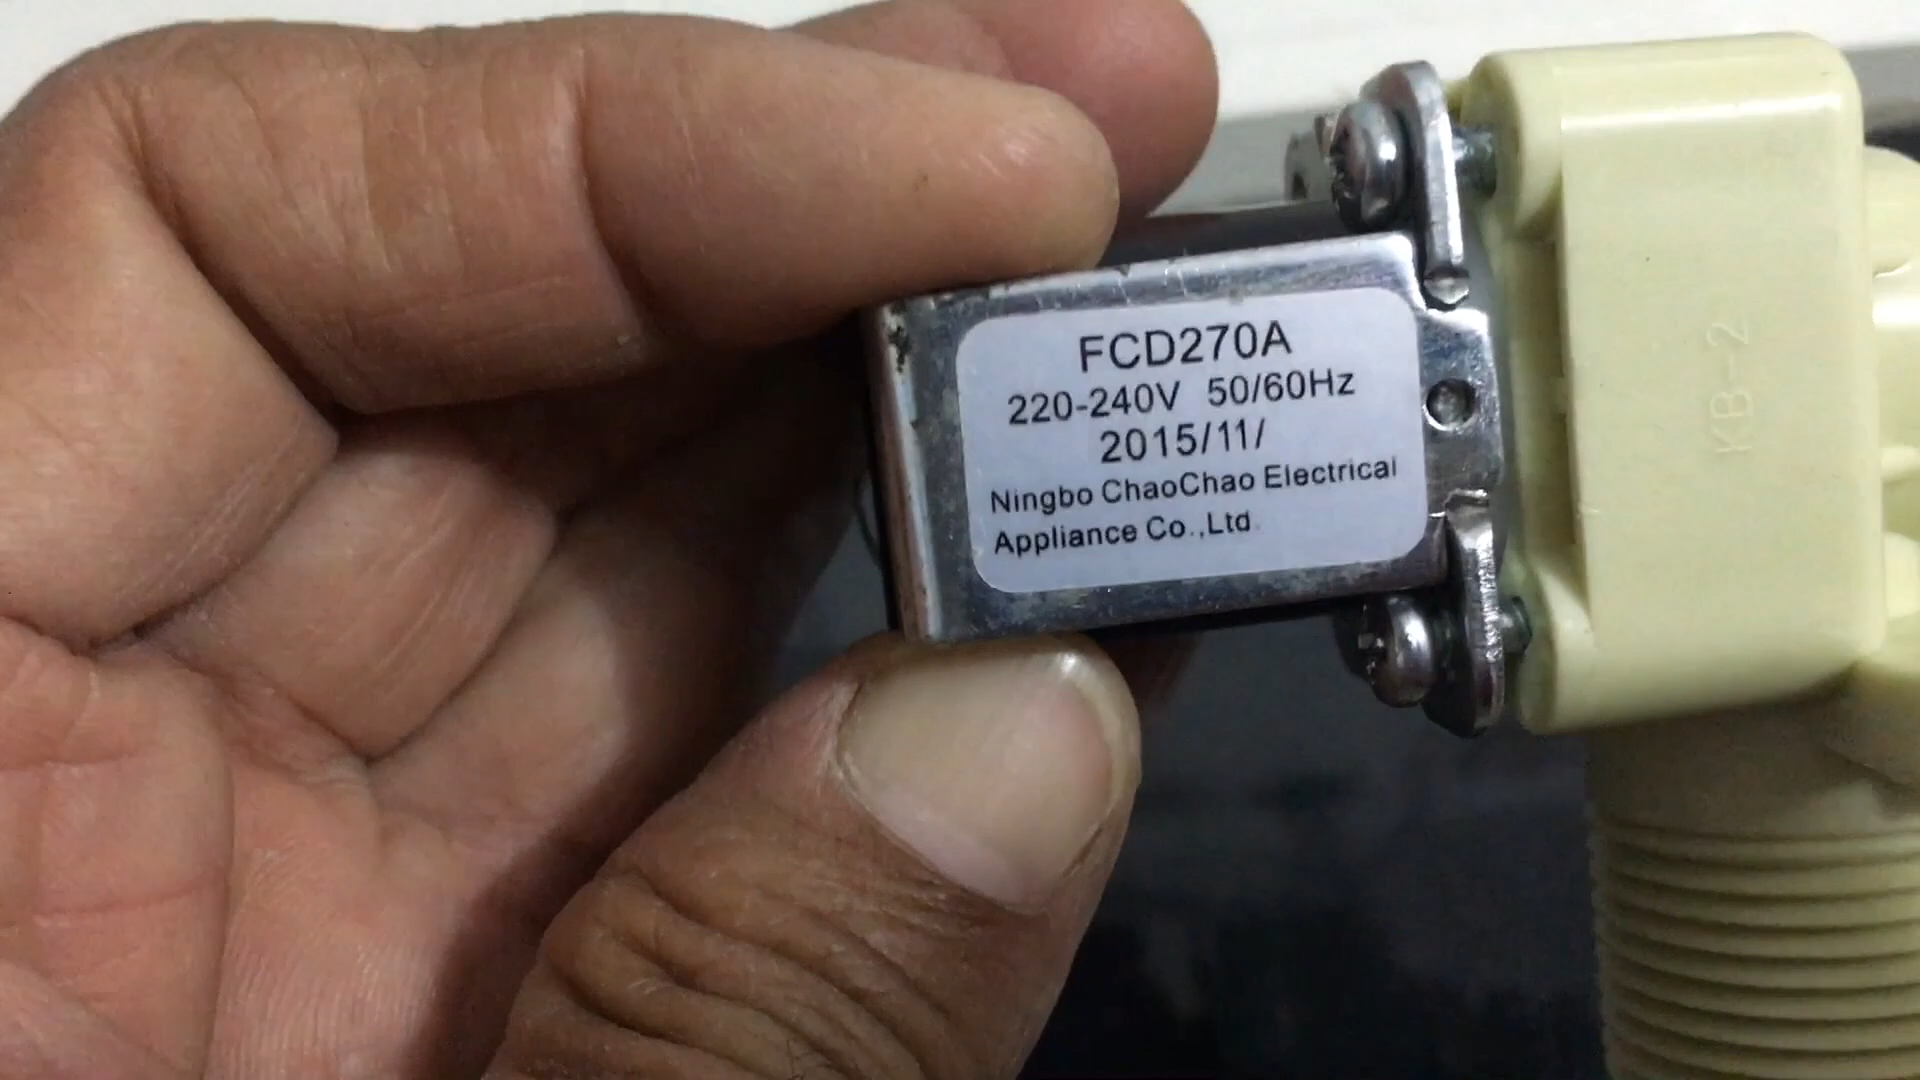 FCD270A
220-240V 50/60Hz
2015/11/
Ningbo ChaoChao Electrical
Appliance Co.,Ltd.
KB-2